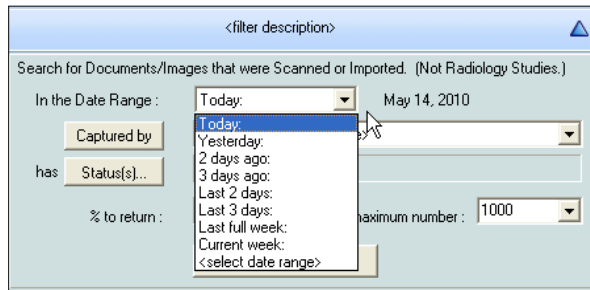 <filter description>
Search for Documents/Images that were Scanned or Imported. (Not Radiology Studies.)
In the Date Range : Today: May 14, 2010
Today:
Captured by
Yesterday:
2 days ago:
has Status(s)...
3 days ago:
Last 2 days:
% to return : Last 3 days: maximum number : 1000
Last full week:
Current week:
<select date range>